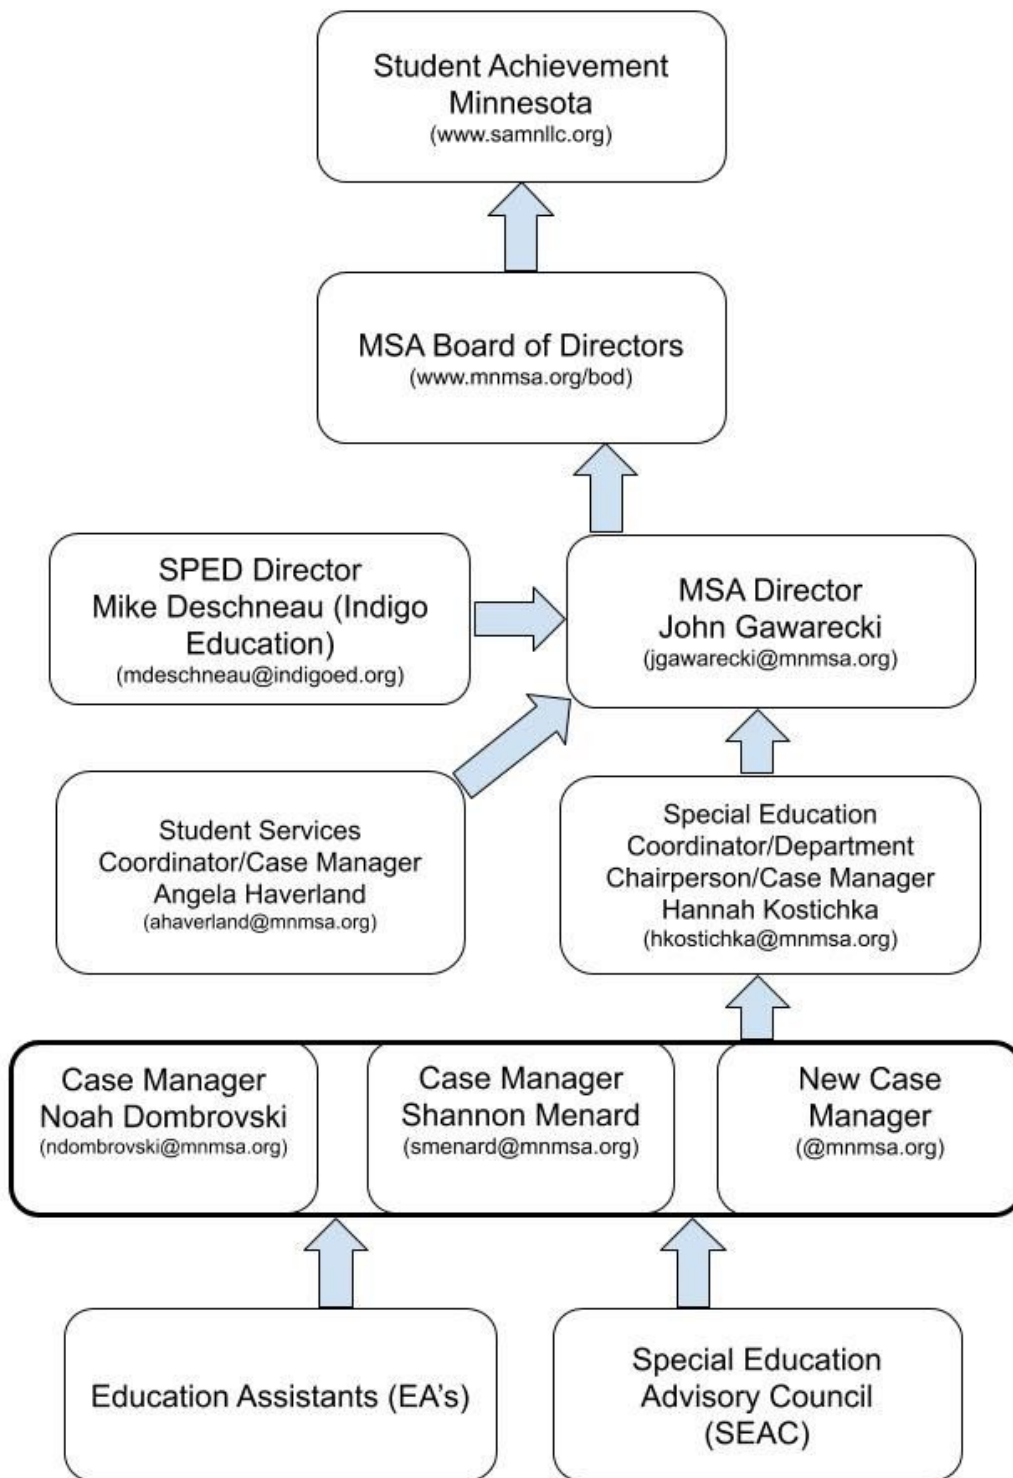 Student Achievement
Minnesota
(www.samnllc.org)
MSA Board of Directors
(www.mnmsa.org/bod)
SPED Director
Mike Deschneau (Indigo
Education)
(mdeschneau@indigoed.org)
MSA Director
John Gawarecki
(jgawarecki@mnmsa.org)
Student Services
Coordinator/Case Manager
Angela Haverland
(ahaverland@mnmsa.org)
Special Education
Coordinator/Department
Chairperson/Case Manager
Hannah Kostichka
(hkostichka@mnmsa.org)
Case Manager
Noah Dombrovski
(ndombrovski@mnmsa.org)
Case Manager
Shannon Menard
(smenard@mnmsa.org)
New Case
Manager
(@mnmsa.org)
Education Assistants (EA's)
Special Education
Advisory Council
(SEAC)